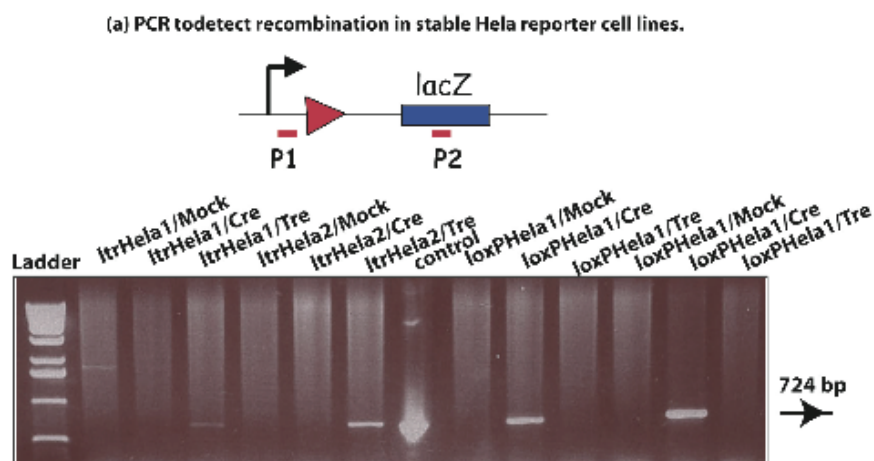 (a) PCR todetect recombination in stable Hela reporter cell lines.
lacZ
P1
P2
Ladder
ltrHela1/Mock
ltrHela1/Cre
ltrHela1/Tre
ltrHela2/Mock
ltrHela2/Cre
ltrHela2/Tre
control
loxPHela1/Mock
loxPHela1/Cre
loxPHela1/Tre
loxPHela1/Mock
loxPHela1/Cre
loxPHela1/Tre
724 bp